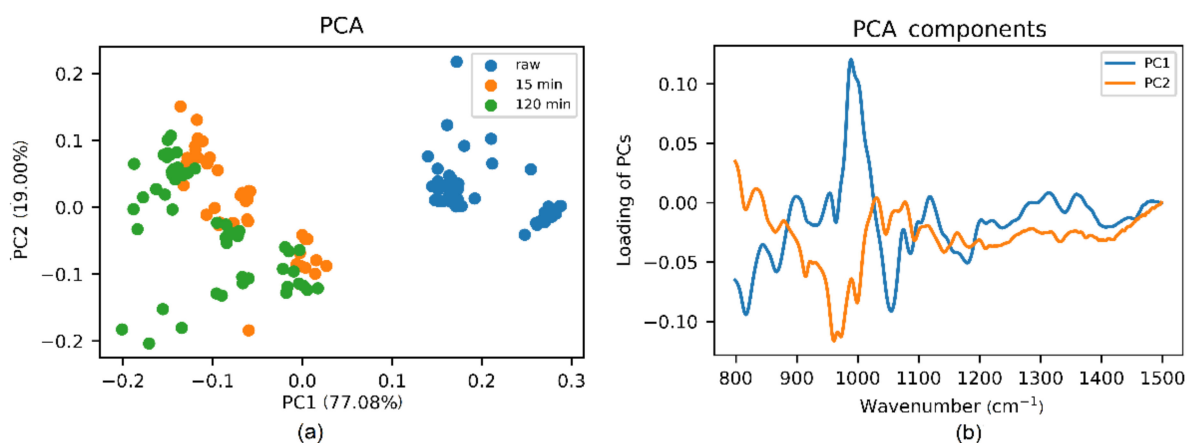 PCA
0.2
0.1
0.0
−0.1
−0.2
PC2 (19.00%)
raw
15 min
120 min
−0.2
−0.1
0.0
0.1
0.2
0.3
PC1 (77.08%)
(a)
PCA components
0.10
0.05
0.00
−0.05
−0.10
Loading of PCs
PC1
PC2
800
900
1000
1100
1200
1300
1400
1500
Wavenumber (cm⁻¹)
(b)